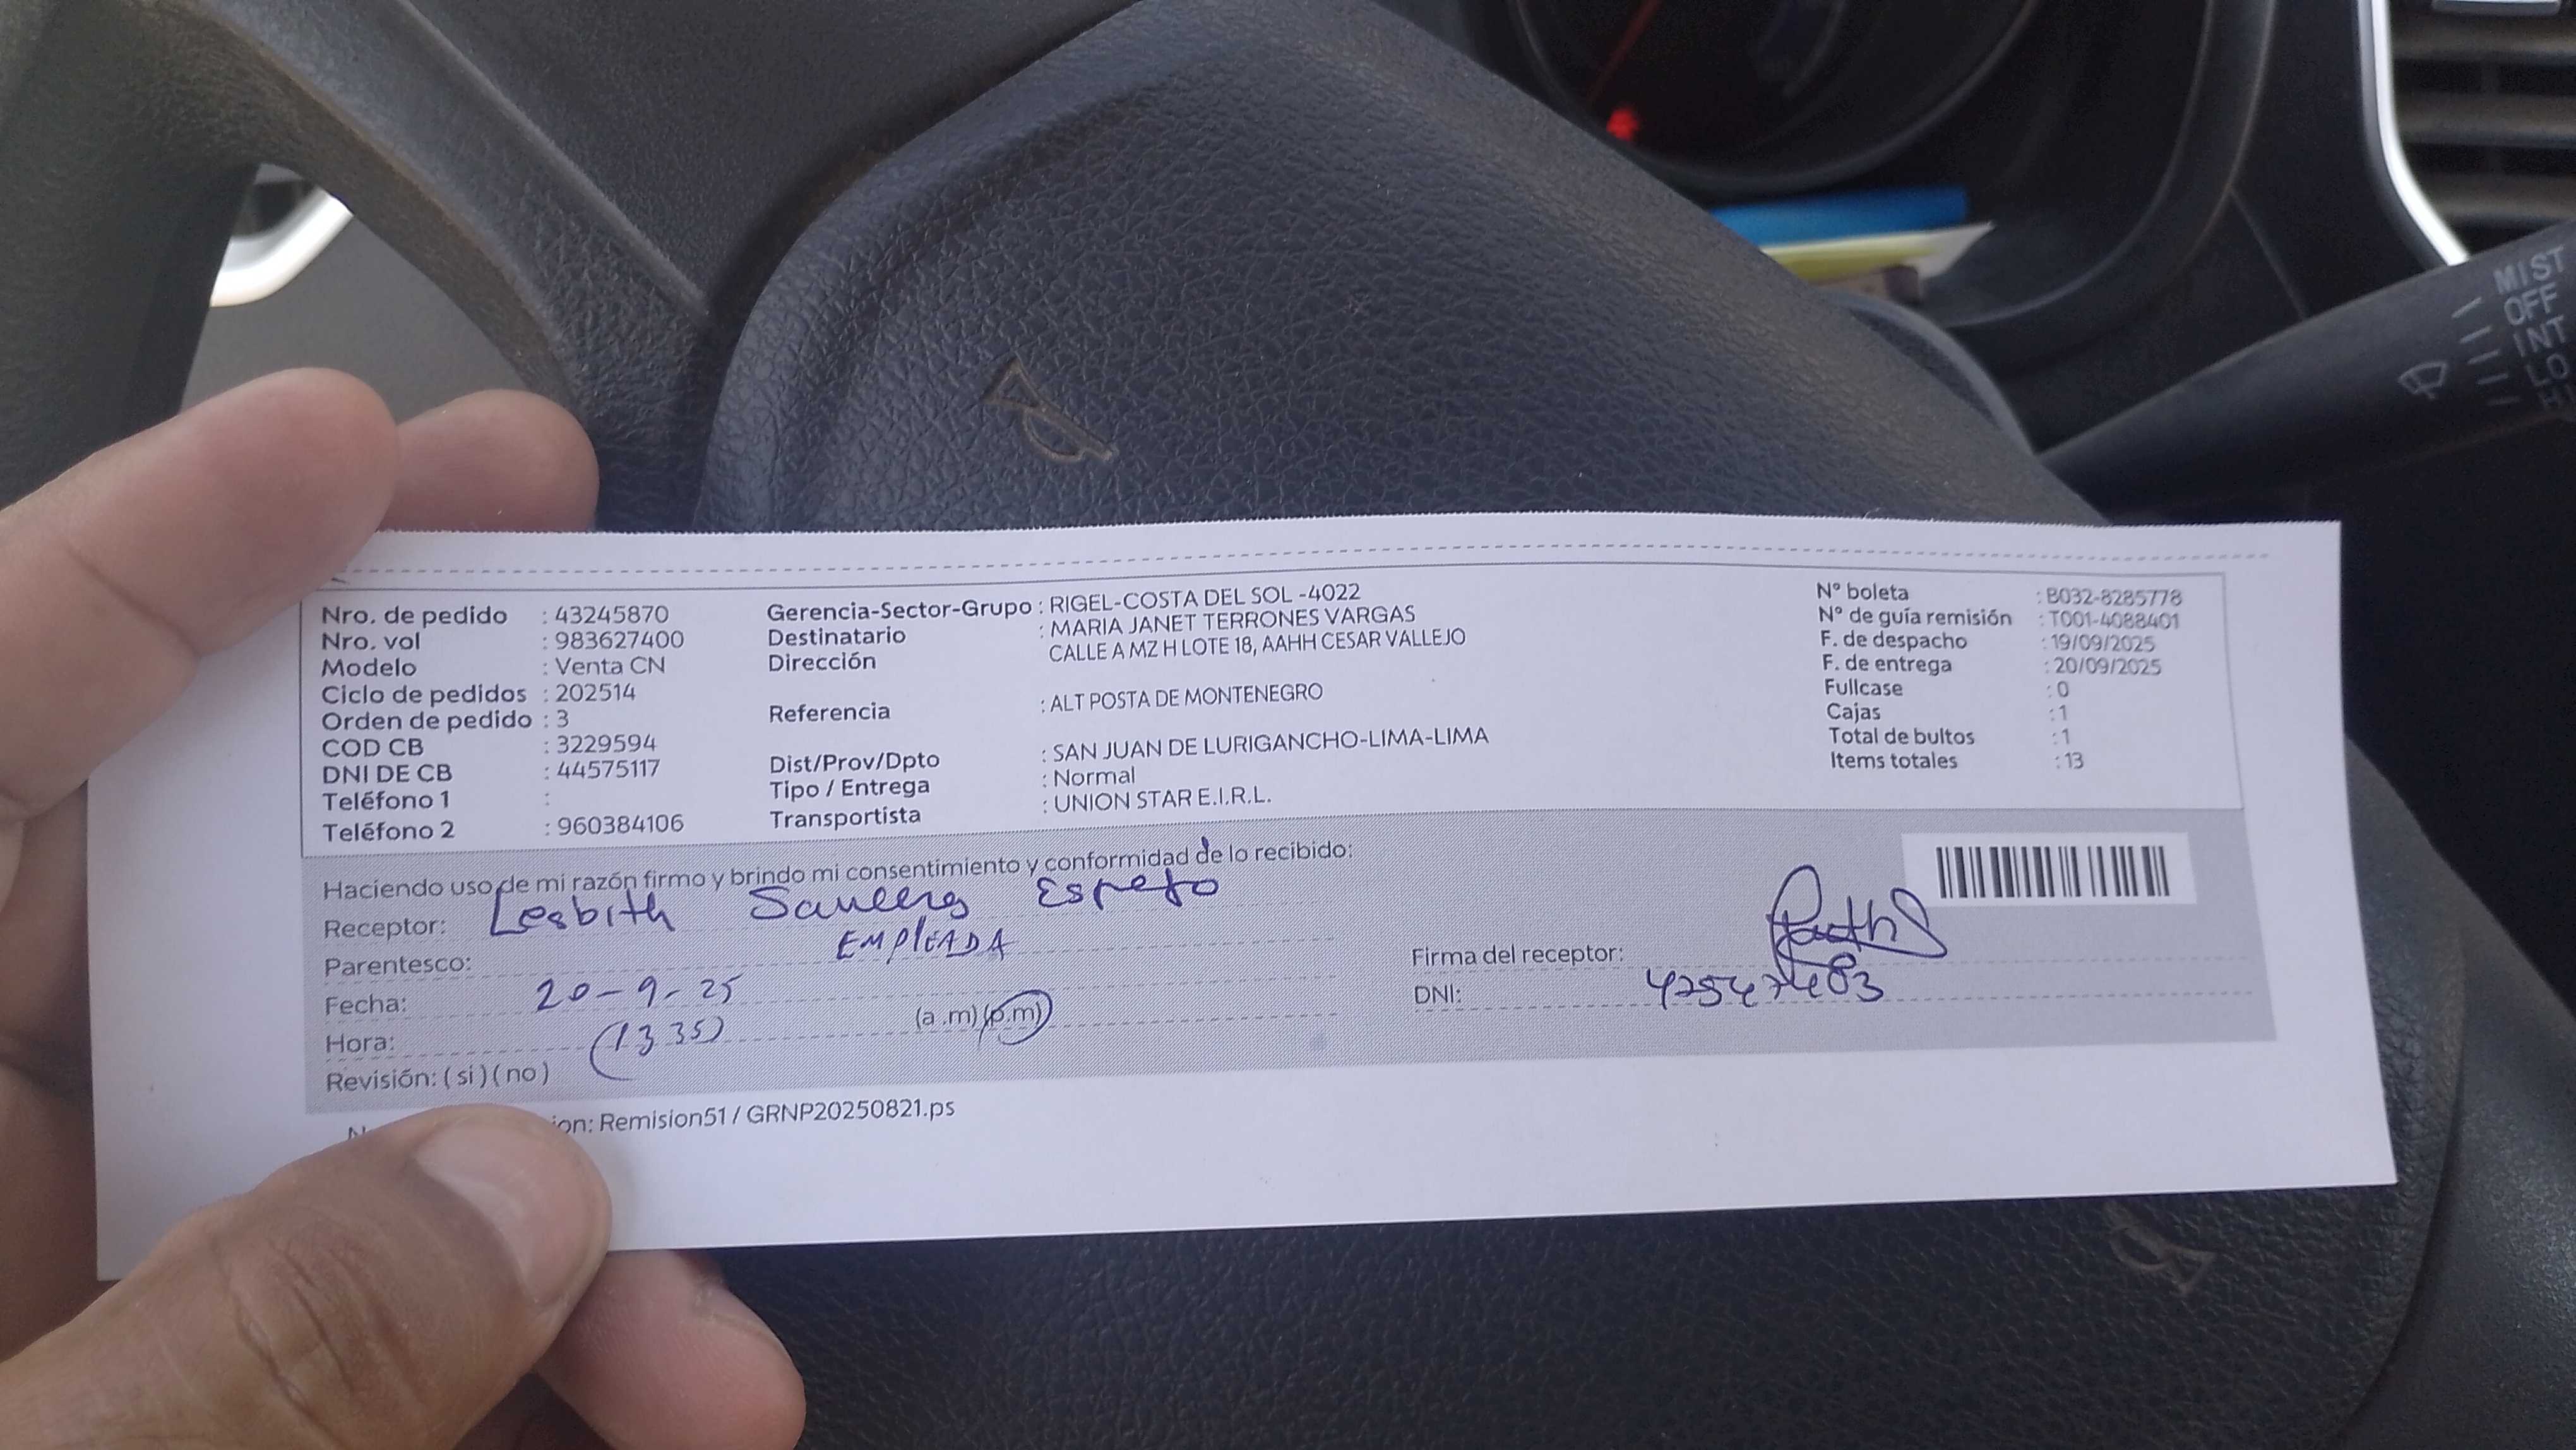 Nro. de pedido : 43245870
Nro. vol : 983627400
Modelo : Venta CN
Ciclo de pedidos : 202514
Orden de pedido : 3
COD CB : 3229594
DNI DE CB : 44575117
Teléfono 1 :
Teléfono 2 : 960384106
Gerencia-Sector-Grupo : RIGEL-COSTA DEL SOL -4022
Destinatario : MARIA JANET TERRONES VARGAS
Dirección CALLE A MZ H LOTE 18, AAHH CESAR VALLEJO
Referencia : ALT POSTA DE MONTENEGRO
Dist/Prov/Dpto : SAN JUAN DE LURIGANCHO-LIMA-LIMA
Tipo / Entrega : Normal
Transportista : UNION STAR E.I.R.L.
N° boleta : B032-8285778
N° de guía remisión : T001-4088401
F. de despacho : 19/09/2025
F. de entrega : 20/09/2025
Fullcase : 0
Cajas : 1
Total de bultos : 1
Items totales : 13
Haciendo uso de mi razón firmo y brindo mi consentimiento y conformidad de lo recibido:
Receptor: Lesbith Espejo
Parentesco: EMPLEADA
Fecha: 20-9-25
Hora: (13 35) (a.m) (p.m)
Revisión: ( si ) ( no )
Firma del receptor:
DNI:
ion: Remision51 / GRNP20250821.ps
MIST
OFF
INT
LO